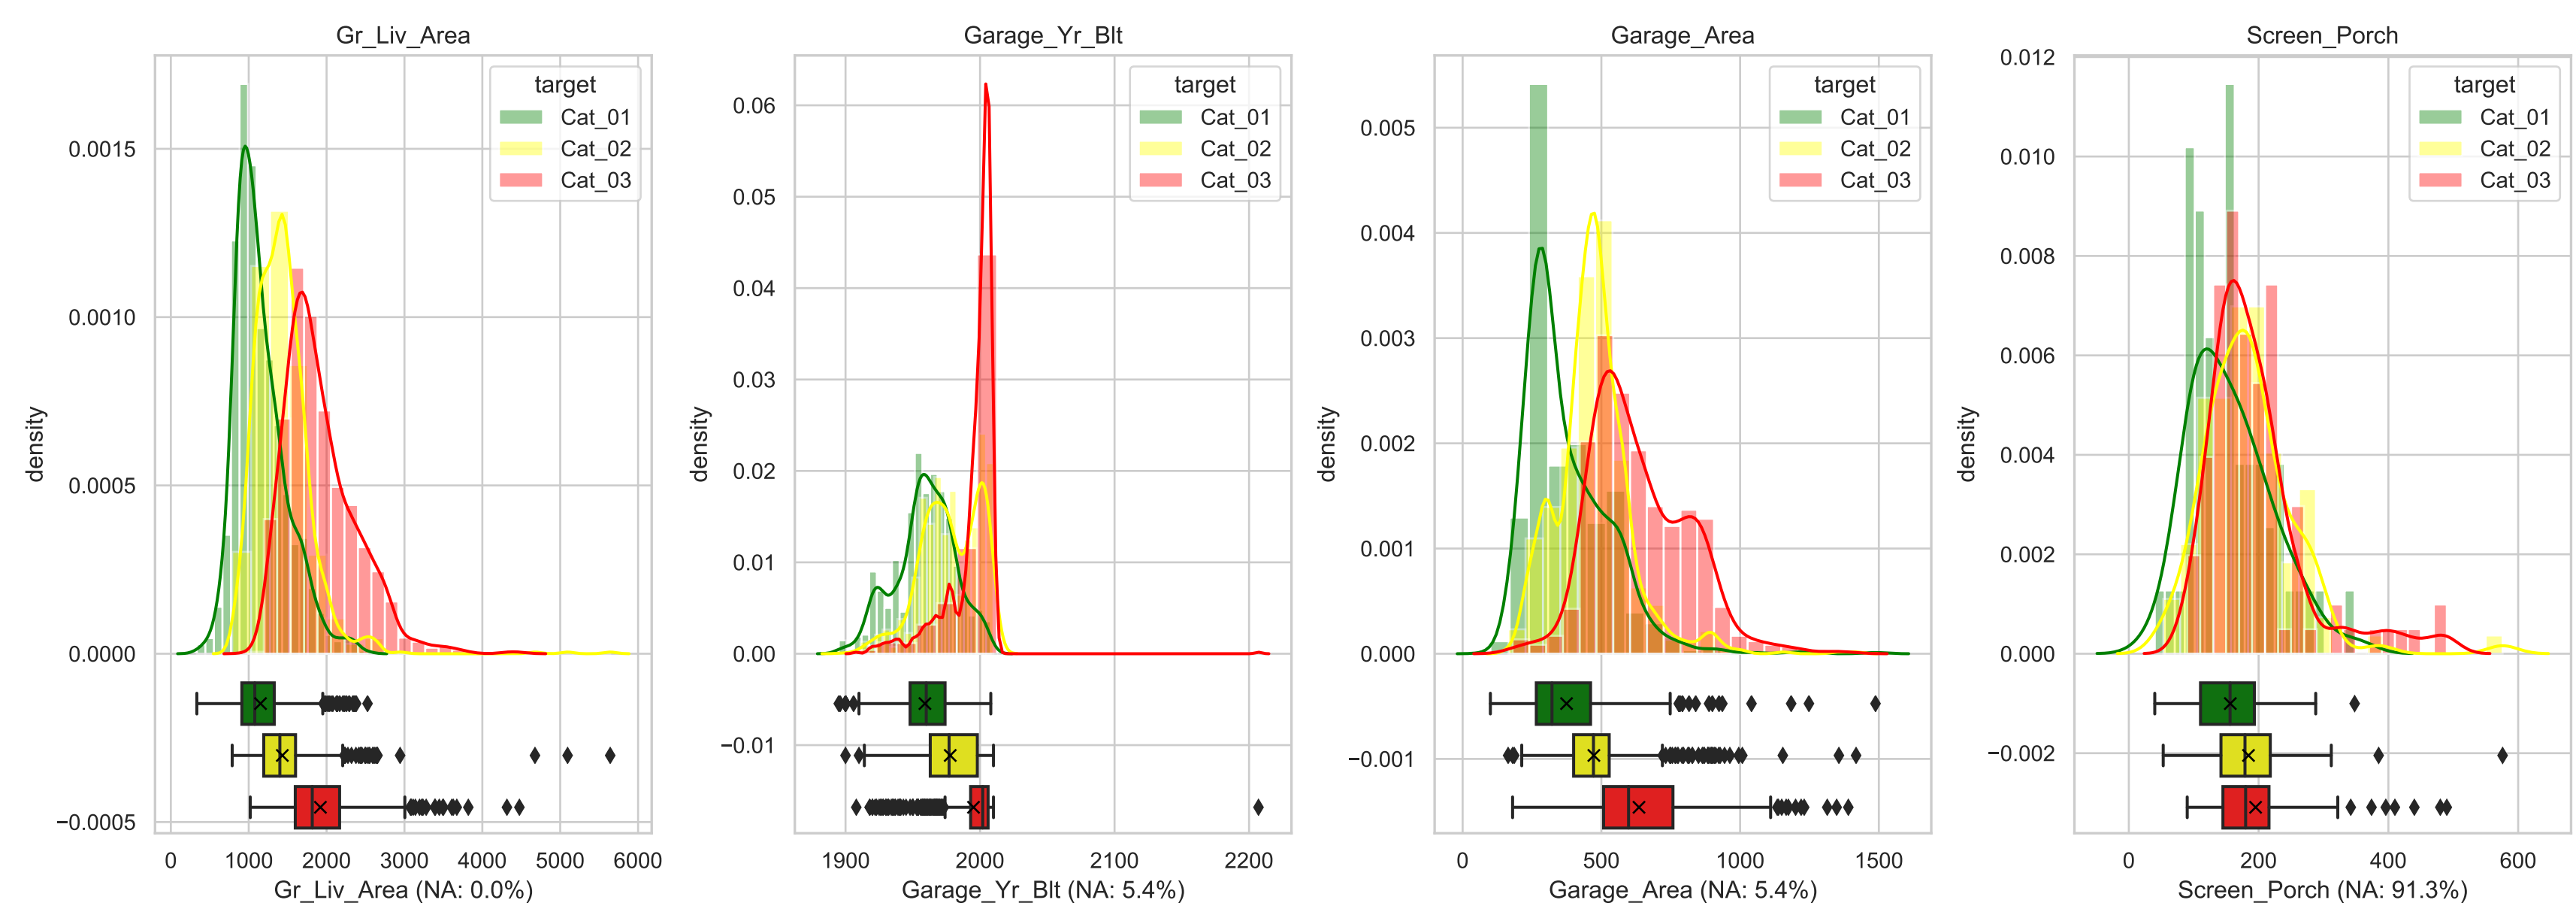 Gr_Liv_Area
target
Cat_01
Cat_02
Cat_03
density
0.0015
0.0010
0.0005
0.0000
−0.0005
0 1000 2000 3000 4000 5000 6000
Gr_Liv_Area (NA: 0.0%)
Garage_Yr_Blt
target
Cat_01
Cat_02
Cat_03
density
0.06
0.05
0.04
0.03
0.02
0.01
0.00
−0.01
1900 2000 2100 2200
Garage_Yr_Blt (NA: 5.4%)
Garage_Area
target
Cat_01
Cat_02
Cat_03
density
0.005
0.004
0.003
0.002
0.001
0.000
−0.001
0 500 1000 1500
Garage_Area (NA: 5.4%)
Screen_Porch
target
Cat_01
Cat_02
Cat_03
density
0.012
0.010
0.008
0.006
0.004
0.002
0.000
−0.002
0 200 400 600
Screen_Porch (NA: 91.3%)